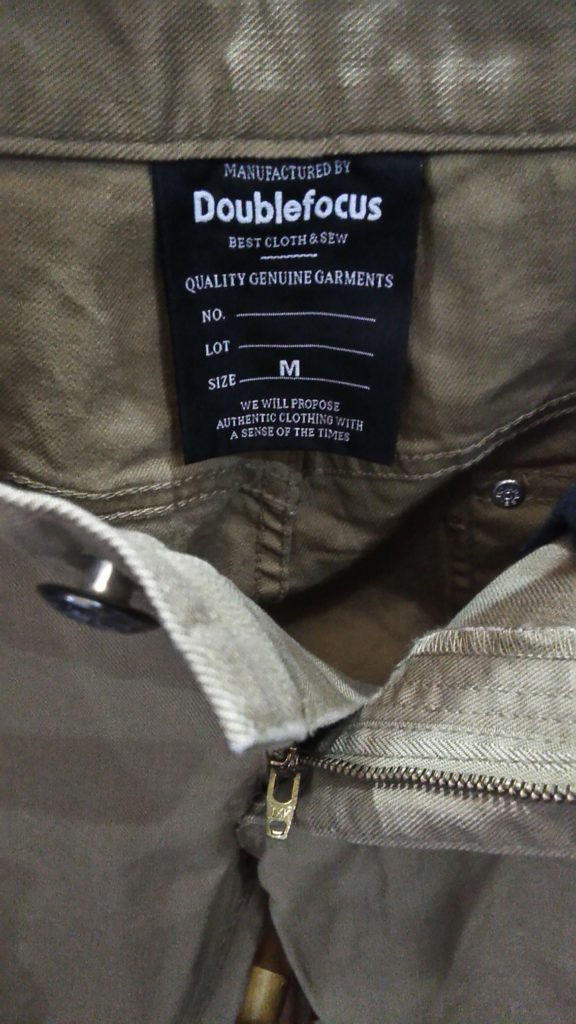 MANUFACTURED BY
Doublefocus
BEST CLOTH & SEW
QUALITY GENUINE GARMENTS
NO.
LOT
SIZE M
WE WILL PROPOSE
AUTHENTIC CLOTHING WITH
A SENSE OF THE TIMES